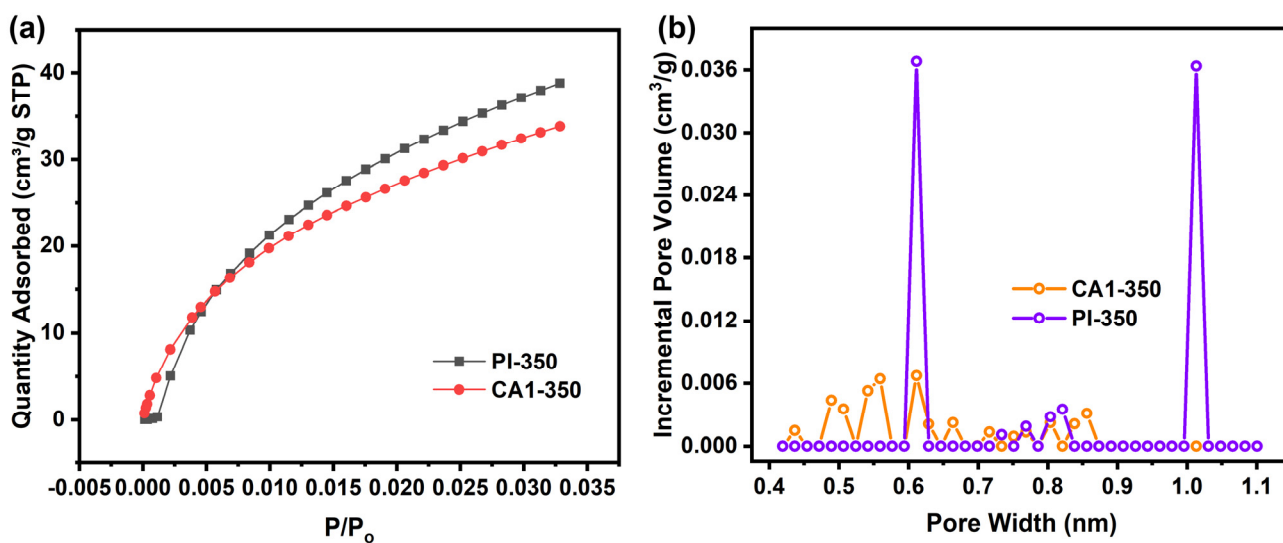 (a)
Quantity Adsorbed (cm³/g STP)
40
30
20
10
0
PI-350
CA1-350
-0.005 0.000 0.005 0.010 0.015 0.020 0.025 0.030 0.035
P/Po
(b)
Incremental Pore Volume (cm³/g)
0.036
0.030
0.024
0.018
0.012
0.006
0.000
CA1-350
PI-350
0.4 0.5 0.6 0.7 0.8 0.9 1.0 1.1
Pore Width (nm)